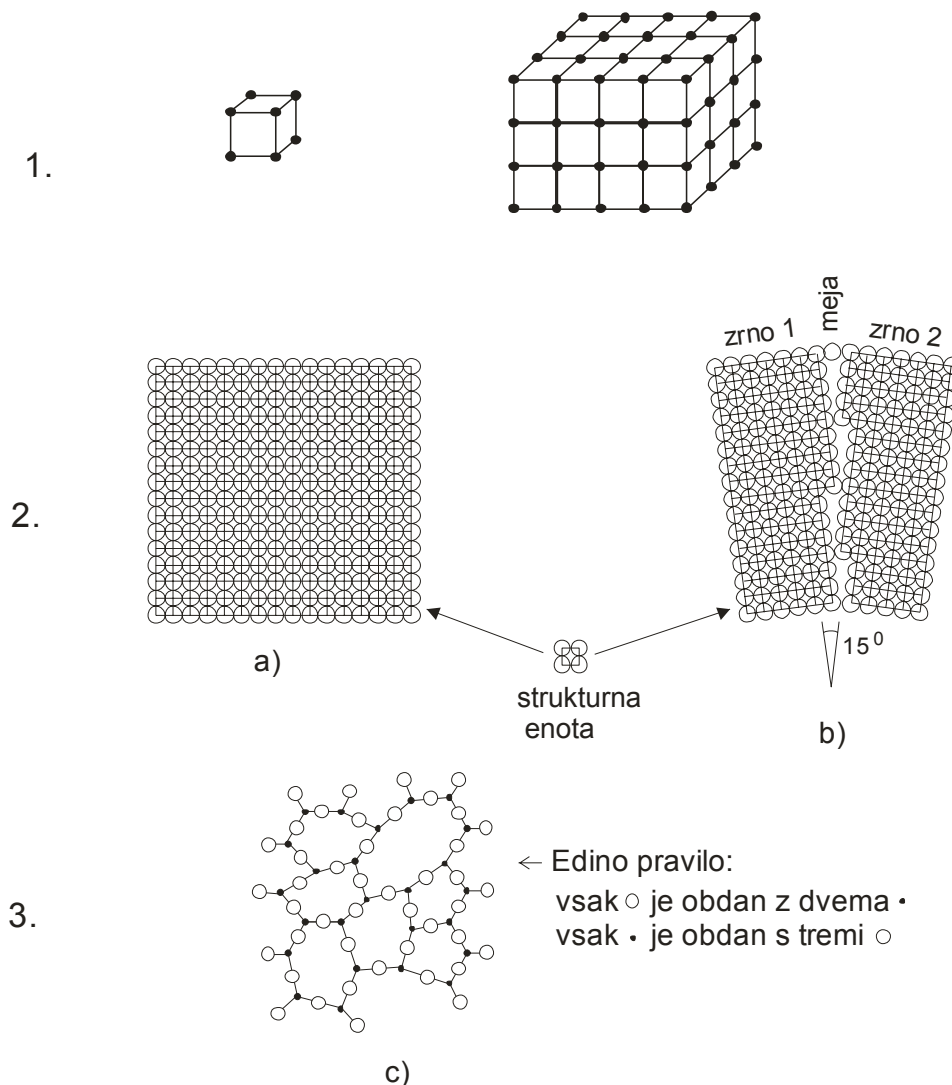 1.
meja
zrno 1
zrno 2
2.
15⁰
a)
strukturna
enota
b)
← Edino pravilo:
vsak ○ je obdan z dvema •
3.
vsak • je obdan s tremi ○
c)